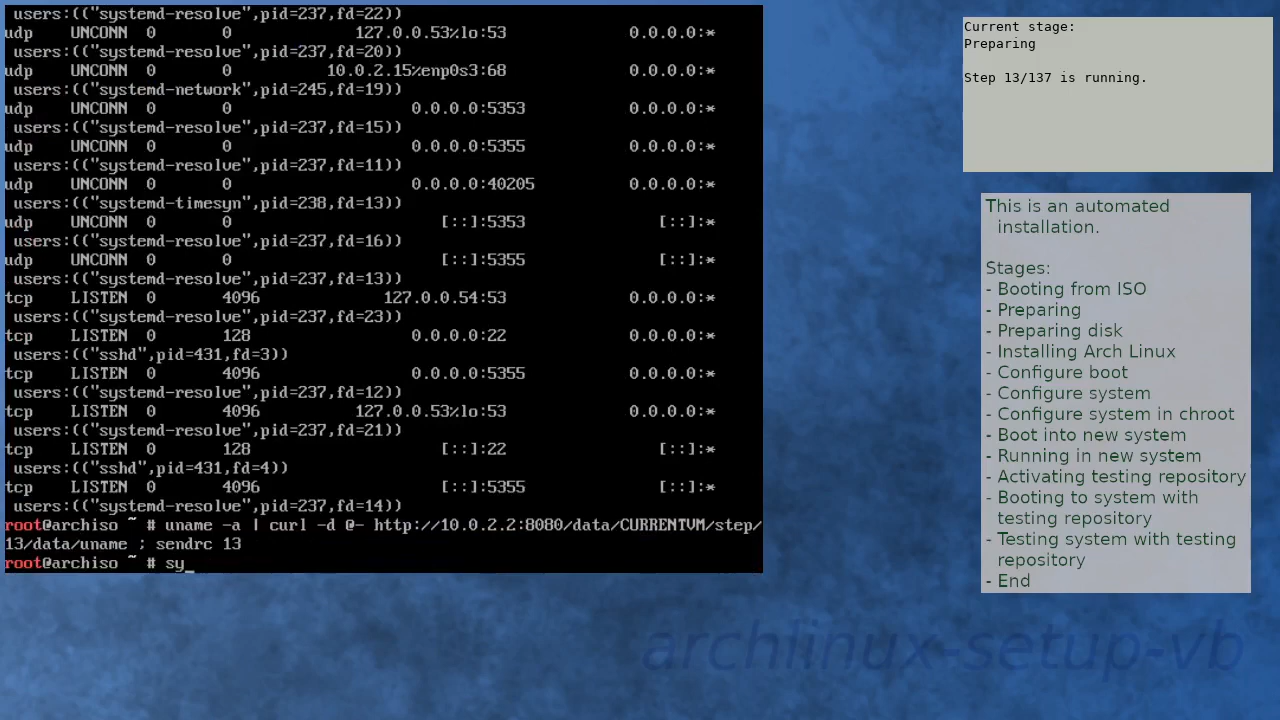 users:(("systemd-resolve",pid=237,fd=22))
udp    UNCONN  0       0              127.0.0.53%lo:53             0.0.0.0:*
 users:(("systemd-resolve",pid=237,fd=20))
udp    UNCONN  0       0           10.0.2.15%enp0s3:68             0.0.0.0:*
 users:(("systemd-network",pid=245,fd=19))
udp    UNCONN  0       0                    0.0.0.0:5353           0.0.0.0:*
 users:(("systemd-resolve",pid=237,fd=15))
udp    UNCONN  0       0                    0.0.0.0:5355           0.0.0.0:*
 users:(("systemd-resolve",pid=237,fd=11))
udp    UNCONN  0       0                    0.0.0.0:40205          0.0.0.0:*
 users:(("systemd-timesyn",pid=238,fd=13))
udp    UNCONN  0       0                       [::]:5353              [::]:*
 users:(("systemd-resolve",pid=237,fd=16))
udp    UNCONN  0       0                       [::]:5355              [::]:*
 users:(("systemd-resolve",pid=237,fd=13))
tcp    LISTEN  0       4096              127.0.0.54:53             0.0.0.0:*
 users:(("systemd-resolve",pid=237,fd=23))
tcp    LISTEN  0       128                  0.0.0.0:22             0.0.0.0:*
 users:(("sshd",pid=431,fd=3))
tcp    LISTEN  0       4096                 0.0.0.0:5355           0.0.0.0:*
 users:(("systemd-resolve",pid=237,fd=12))
tcp    LISTEN  0       4096           127.0.0.53%lo:53             0.0.0.0:*
 users:(("systemd-resolve",pid=237,fd=21))
tcp    LISTEN  0       128                     [::]:22                [::]:*
 users:(("sshd",pid=431,fd=4))
tcp    LISTEN  0       4096                    [::]:5355              [::]:*
 users:(("systemd-resolve",pid=237,fd=14))
root@archiso ~ # uname -a | curl -d @- http://10.0.2.2:8080/data/CURRENTVM/step/
13/data/uname ; sendrc 13
root@archiso ~ # sy_
Current stage:
Preparing
Step 13/137 is running.
This is an automated
installation.
Stages:
- Booting from ISO
- Preparing
- Preparing disk
- Installing Arch Linux
- Configure boot
- Configure system
- Configure system in chroot
- Boot into new system
- Running in new system
- Activating testing repository
- Booting to system with
testing repository
- Testing system with testing
repository
- End
archlinux-setup-vb